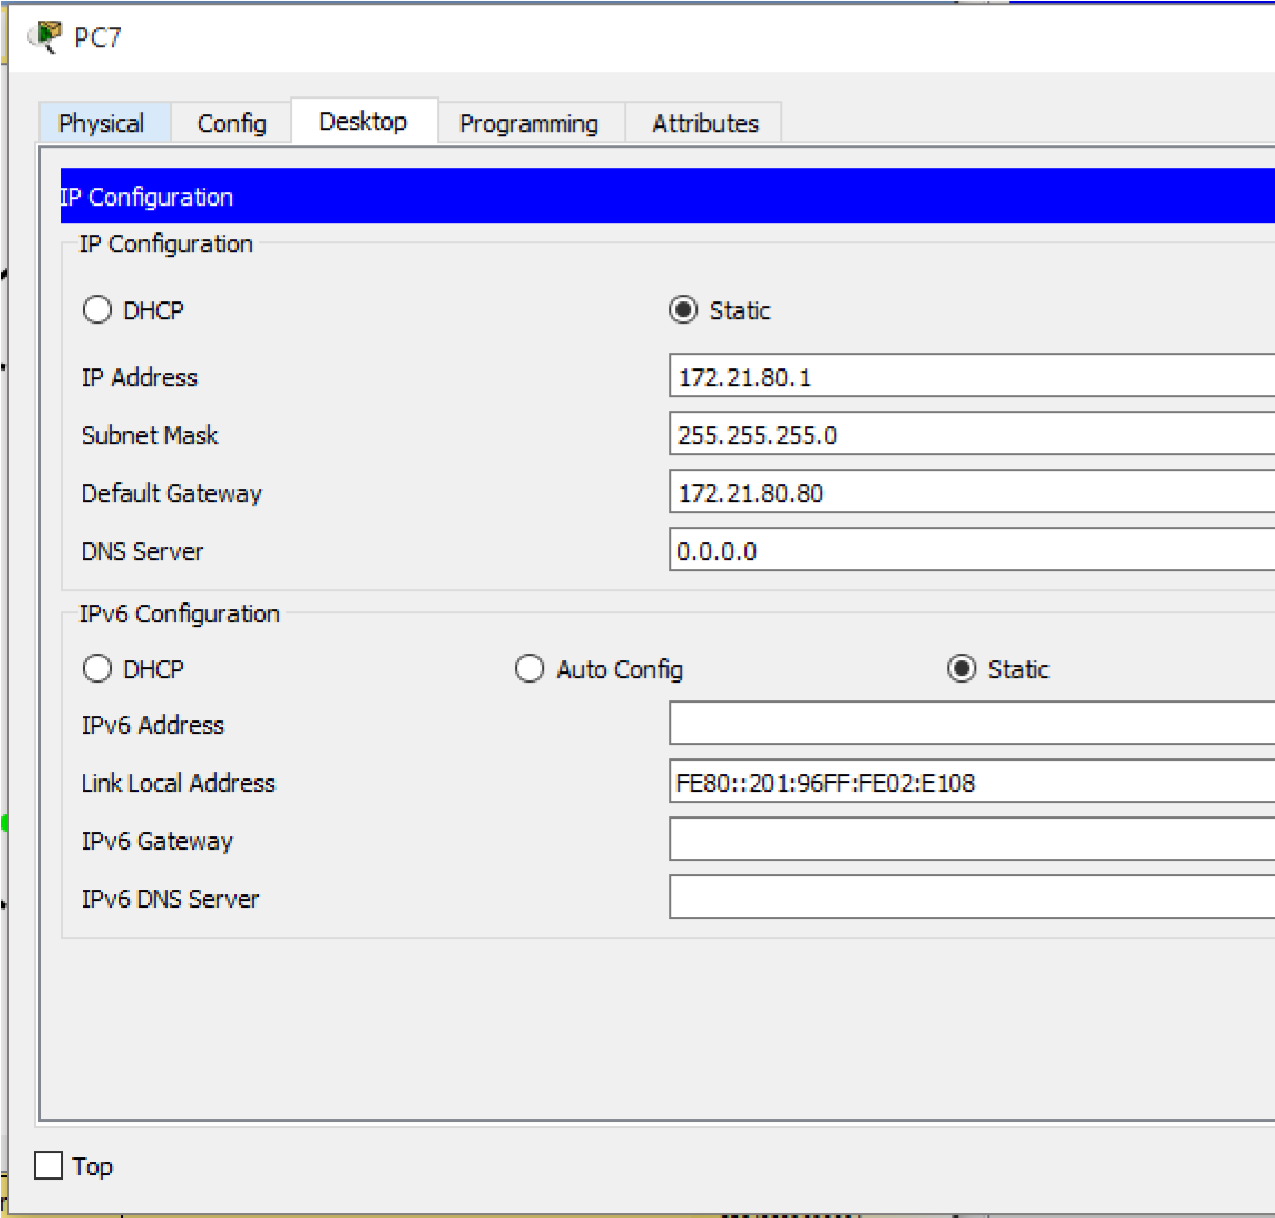 PC7
Physical Config Desktop Programming Attributes
IP Configuration
IP Configuration
DHCP Static
IP Address 172.21.80.1
Subnet Mask 255.255.255.0
Default Gateway 172.21.80.80
DNS Server 0.0.0.0
IPv6 Configuration
DHCP Auto Config Static
IPv6 Address
Link Local Address FE80::201:96FF:FE02:E108
IPv6 Gateway
IPv6 DNS Server
Top